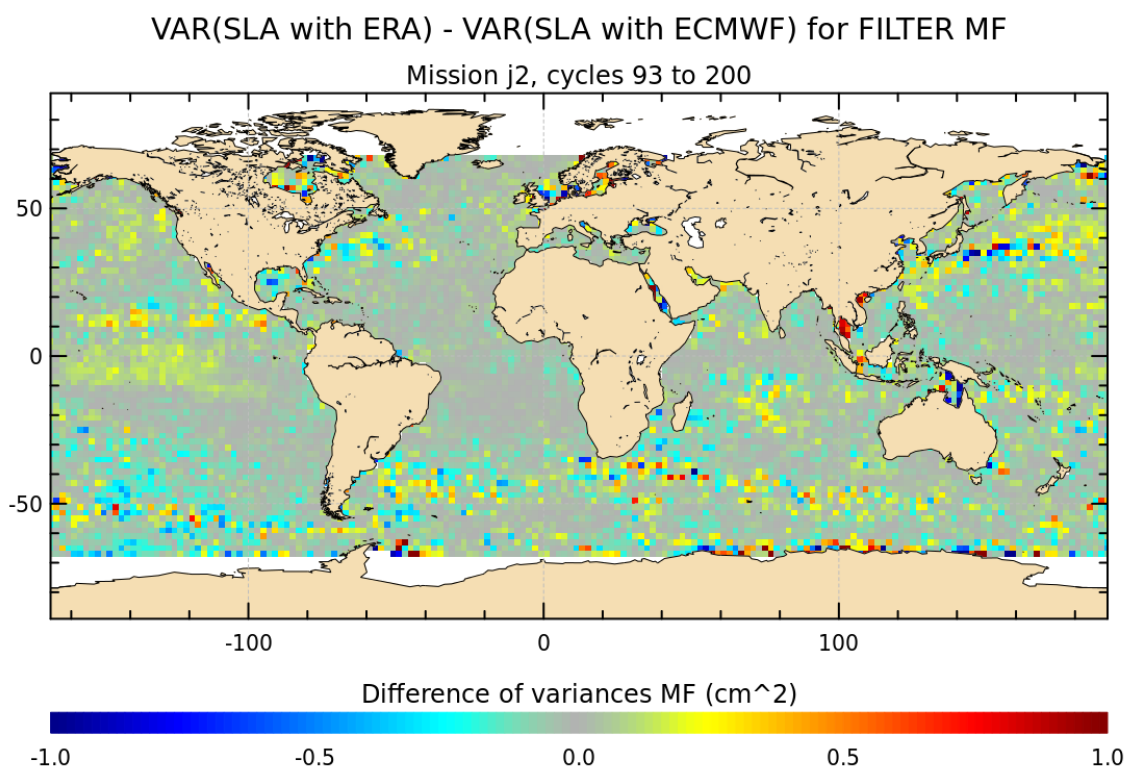 VAR(SLA with ERA) - VAR(SLA with ECMWF) for FILTER MF
Mission j2, cycles 93 to 200
50
0
-50
-100 0 100
Difference of variances MF (cm^2)
-1.0 -0.5 0.0 0.5 1.0